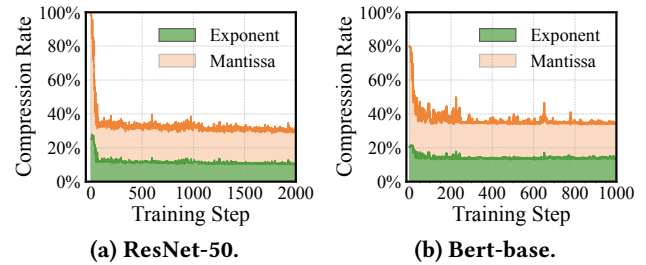 100%
80%
60%
40%
20%
0%
Compression Rate
Exponent
Mantissa
0 500 1000 1500 2000
Training Step
(a) ResNet-50.
100%
80%
60%
40%
20%
0%
Compression Rate
Exponent
Mantissa
0 200 400 600 800 1000
Training Step
(b) Bert-base.